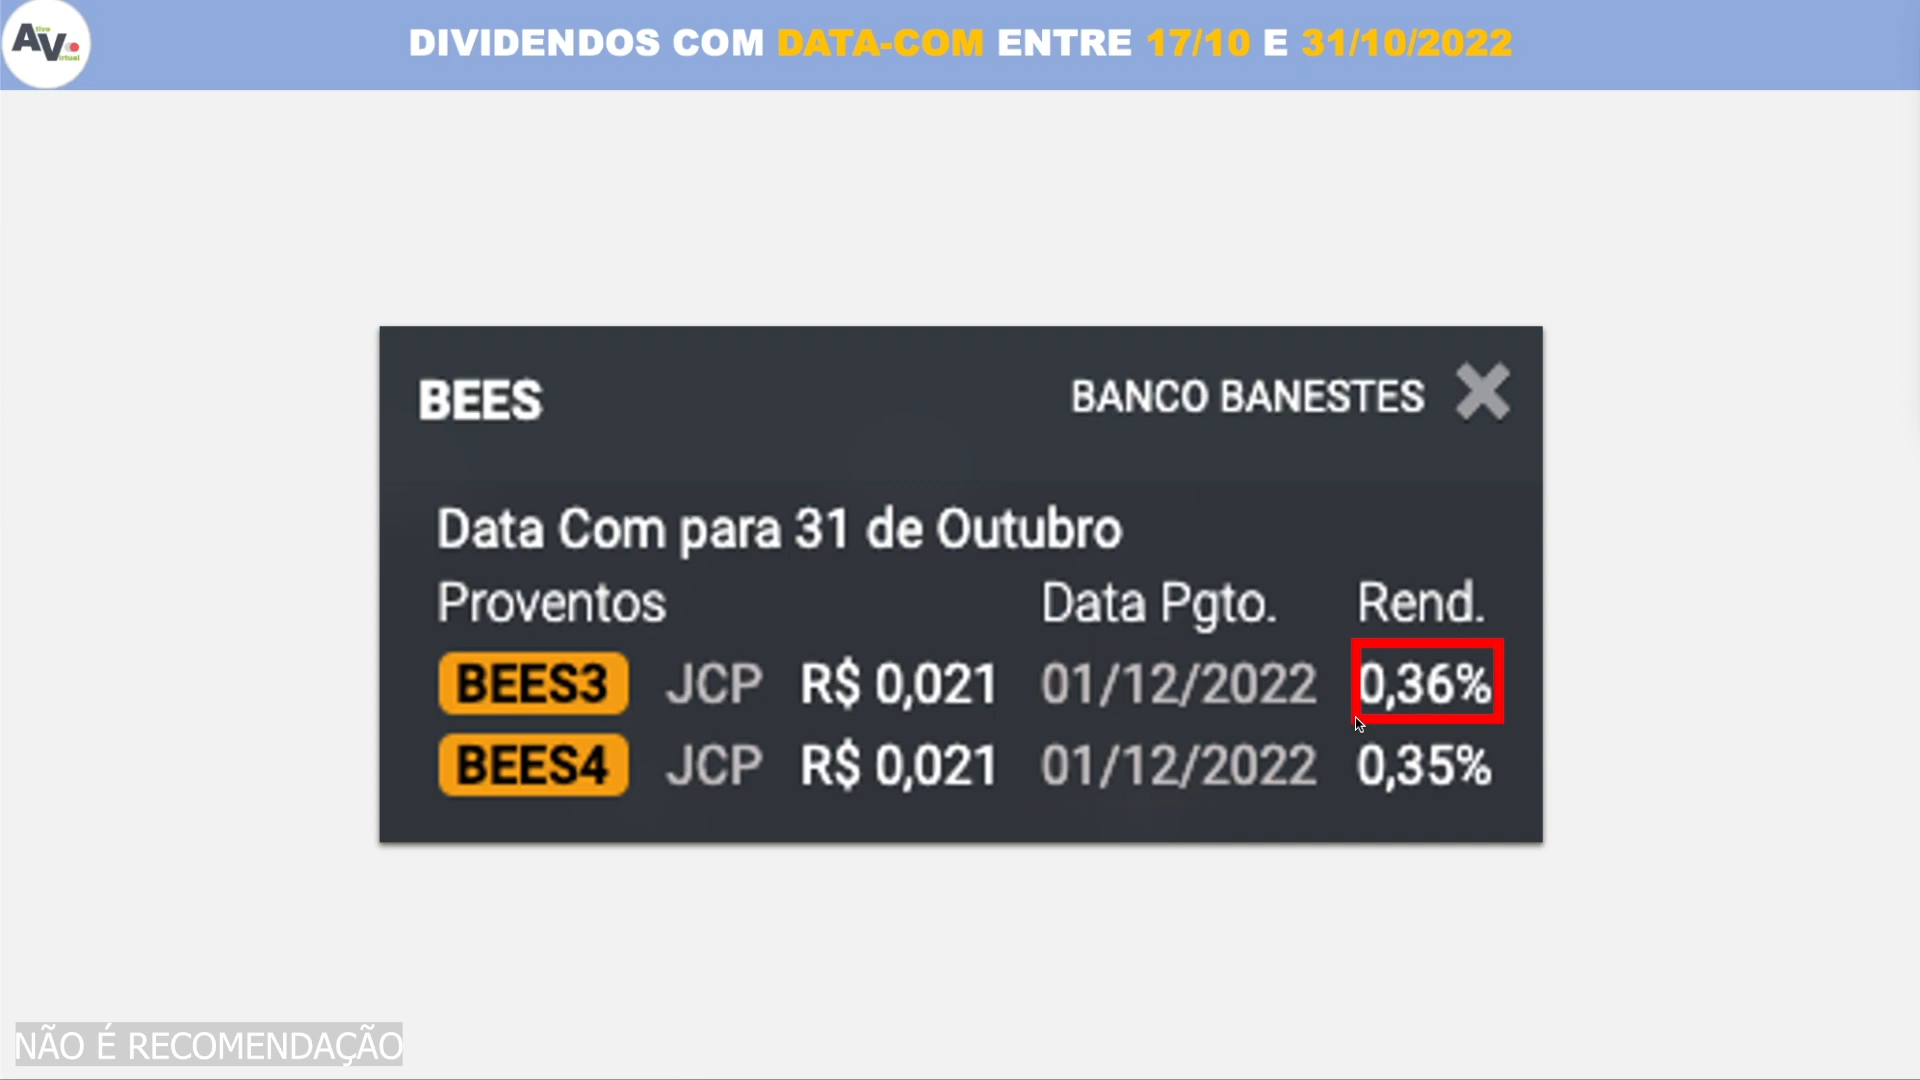 Ativo Virtual
DIVIDENDOS COM DATA-COM ENTRE 17/10 E 31/10/2022
BEES BANCO BANESTES
Data Com para 31 de Outubro
Proventos Data Pgto. Rend.
BEES3 JCP R$ 0,021 01/12/2022 0,36%
BEES4 JCP R$ 0,021 01/12/2022 0,35%
NÃO É RECOMENDAÇÃO